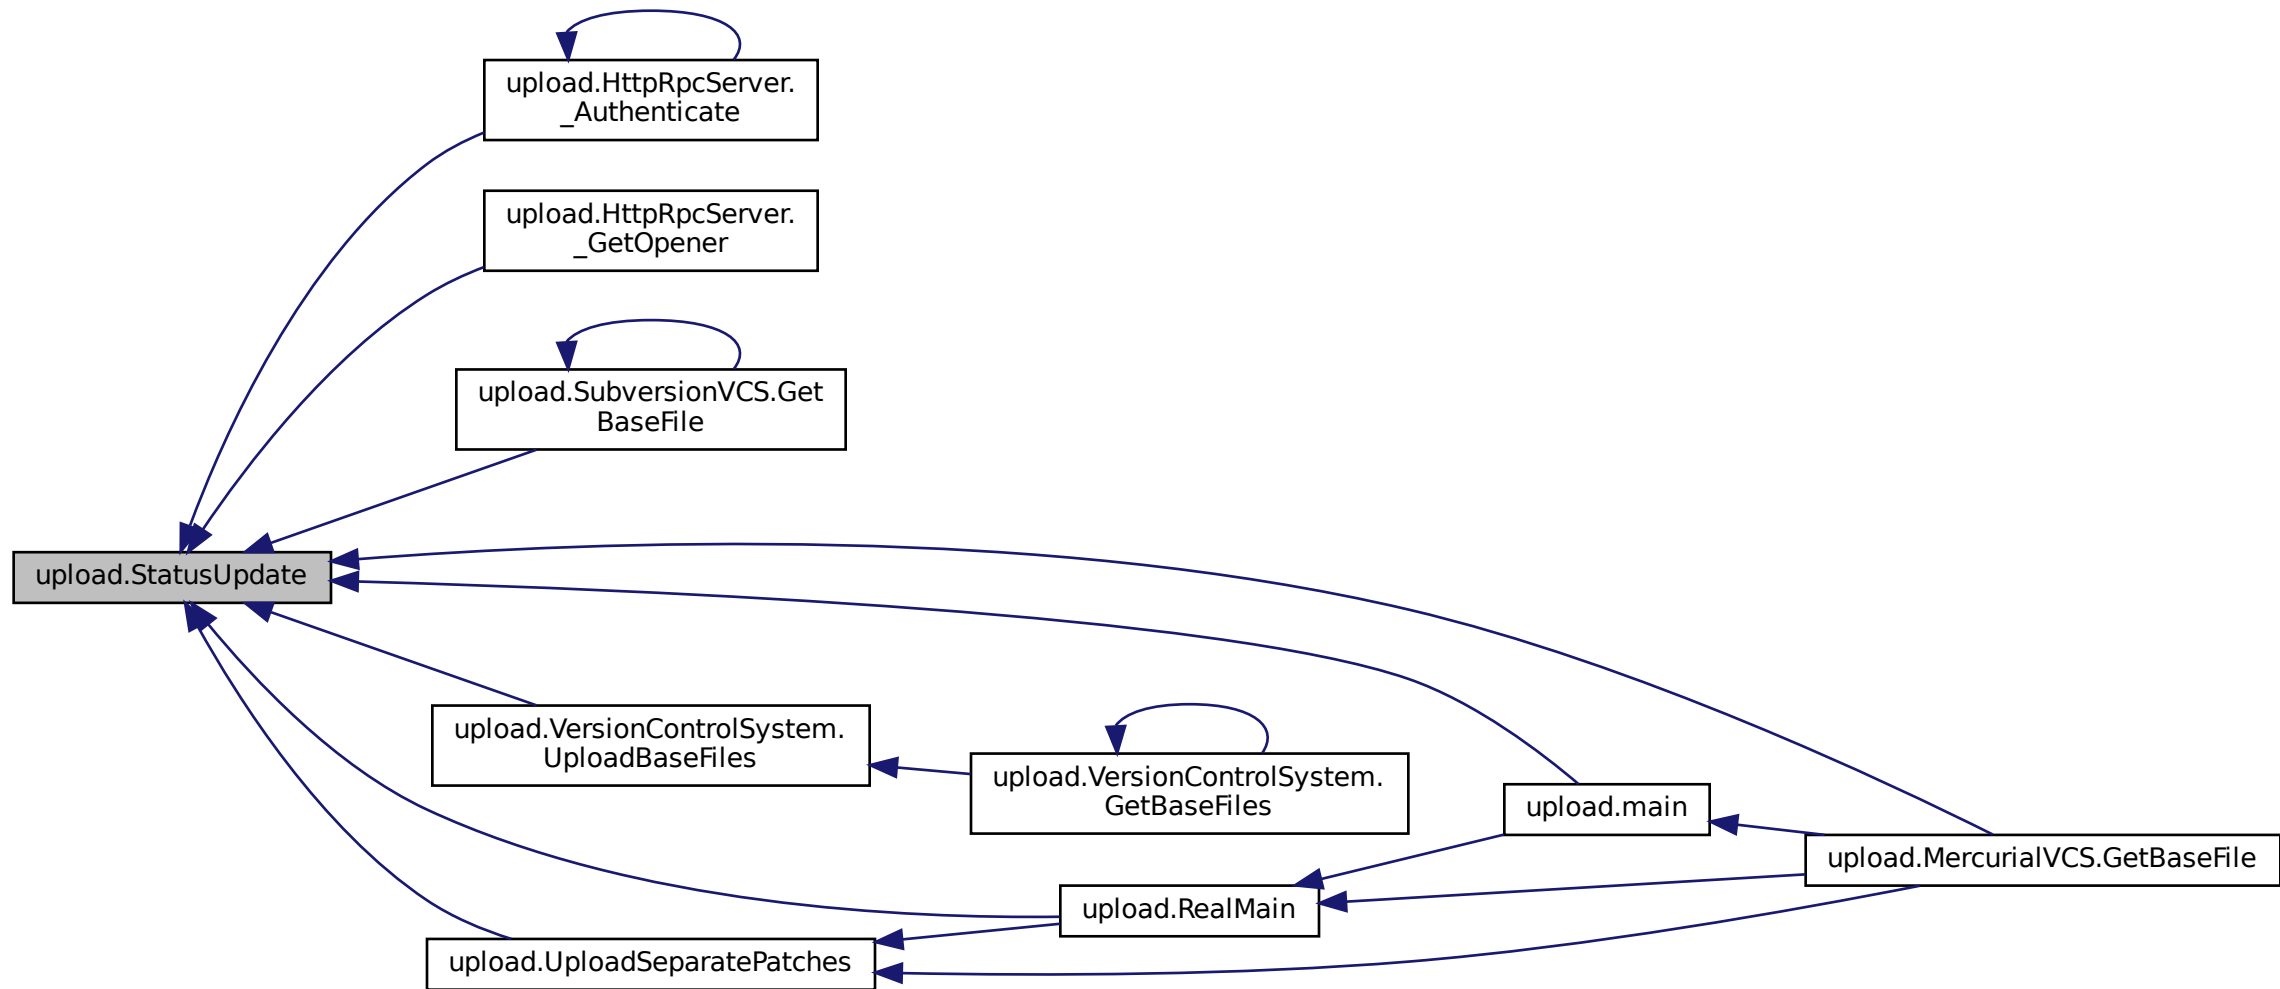 upload.HttpRpcServer.
_Authenticate
upload.HttpRpcServer.
_GetOpener
upload.SubversionVCS.Get
BaseFile
upload.StatusUpdate
upload.VersionControlSystem.
UploadBaseFiles
upload.VersionControlSystem.
GetBaseFiles
upload.main
upload.MercurialVCS.GetBaseFile
upload.RealMain
upload.UploadSeparatePatches